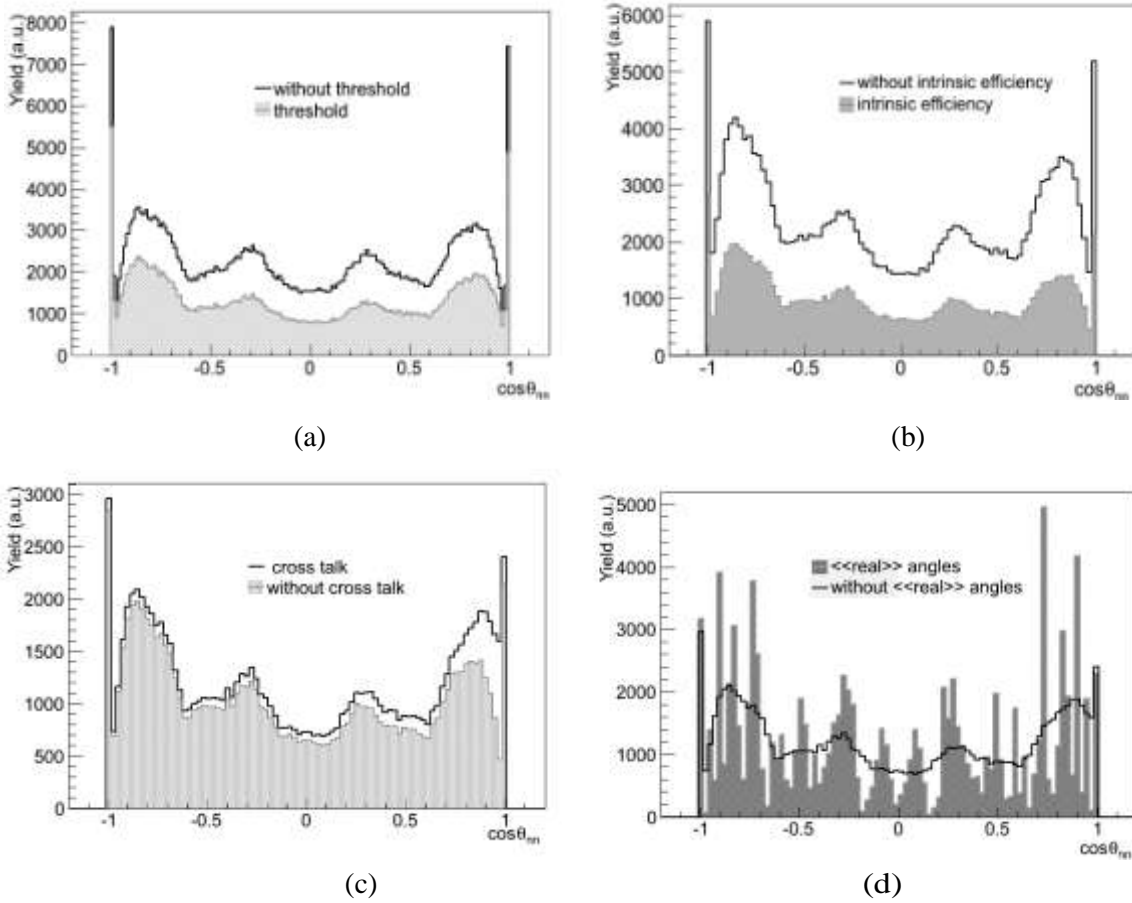 Yield (a.u.)
8000
7000
6000
5000
4000
3000
2000
1000
0
without threshold
threshold
-1
-0.5
0
0.5
1
cosθnn
(a)
Yield (a.u.)
6000
5000
4000
3000
2000
1000
0
without intrinsic efficiency
intrinsic efficiency
-1
-0.5
0
0.5
1
cosθnn
(b)
Yield (a.u.)
3000
2500
2000
1500
1000
500
0
cross talk
without cross talk
-1
-0.5
0
0.5
1
cosθnn
(c)
Yield (a.u.)
5000
4000
3000
2000
1000
0
<<real>> angles
without <<real>> angles
-1
-0.5
0
0.5
1
cosθnn
(d)